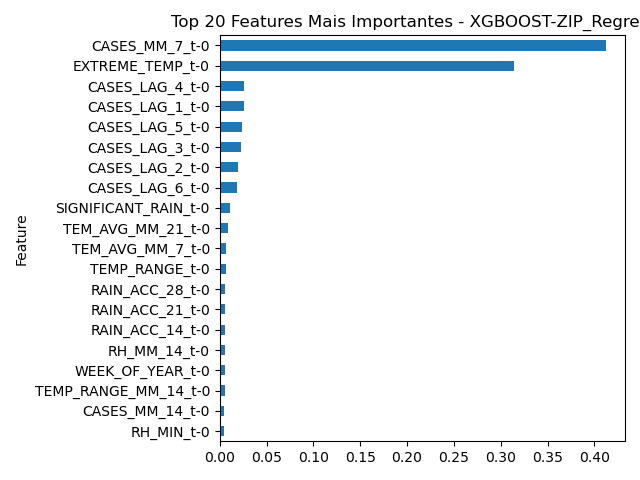 Top 20 Features Mais Importantes - XGBOOST-ZIP_Regre
CASES_MM_7_t-0
EXTREME_TEMP_t-0
CASES_LAG_4_t-0
CASES_LAG_1_t-0
CASES_LAG_5_t-0
CASES_LAG_3_t-0
CASES_LAG_2_t-0
CASES_LAG_6_t-0
SIGNIFICANT_RAIN_t-0
TEM_AVG_MM_21_t-0
TEM_AVG_MM_7_t-0
TEMP_RANGE_t-0
RAIN_ACC_28_t-0
RAIN_ACC_21_t-0
RAIN_ACC_14_t-0
RH_MM_14_t-0
WEEK_OF_YEAR_t-0
TEMP_RANGE_MM_14_t-0
CASES_MM_14_t-0
RH_MIN_t-0
Feature
0.00 0.05 0.10 0.15 0.20 0.25 0.30 0.35 0.40